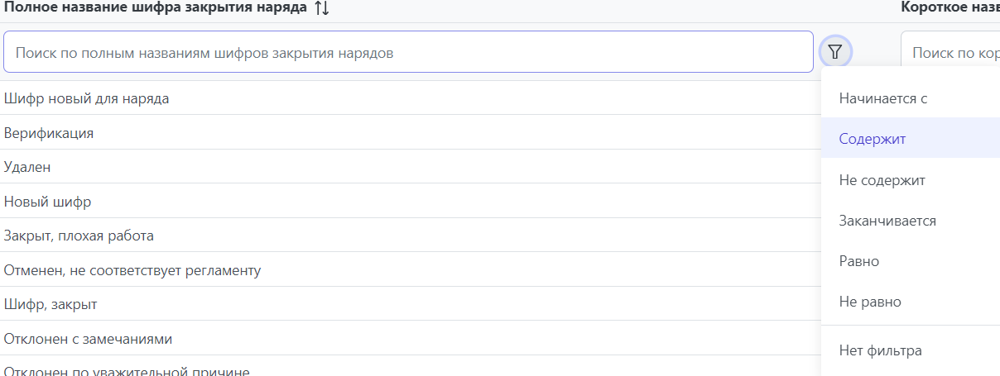 Полное название шифра закрытия наряда
Короткое назв
Поиск по полным названиям шифров закрытия нарядов
Поиск по кор
Шифр новый для наряда
Верификация
Удален
Новый шифр
Закрыт, плохая работа
Отменен, не соответствует регламенту
Шифр, закрыт
Отклонен с замечаниями
Отклонен по уважительной причине
Начинается с
Содержит
Не содержит
Заканчивается
Равно
Не равно
Нет фильтра